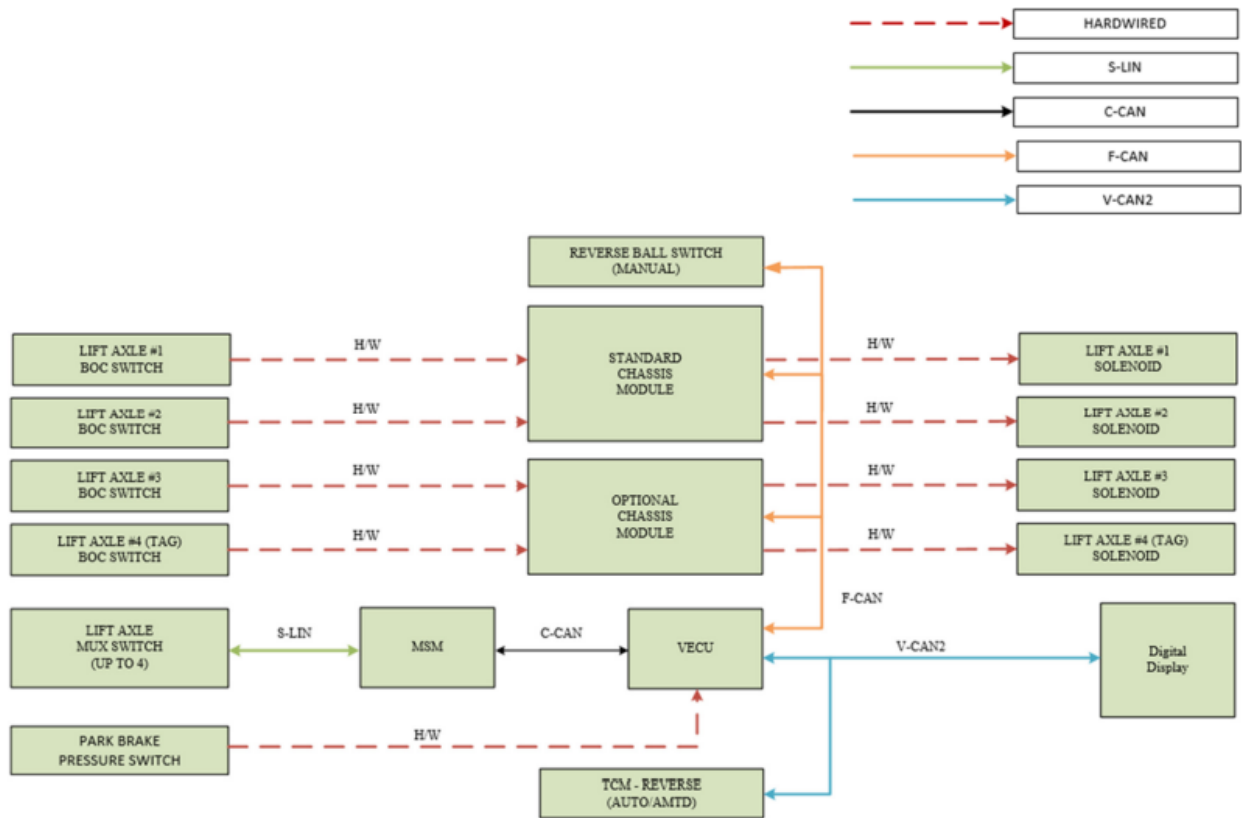 HARDWIRED
S-LIN
C-CAN
F-CAN
V-CAN2
REVERSE BALL SWITCH
(MANUAL)
LIFT AXLE #1
BOC SWITCH
H/W
STANDARD
CHASSIS
MODULE
H/W
LIFT AXLE #1
SOLENOID
LIFT AXLE #2
BOC SWITCH
H/W
H/W
LIFT AXLE #2
SOLENOID
LIFT AXLE #3
BOC SWITCH
H/W
OPTIONAL
CHASSIS
MODULE
H/W
LIFT AXLE #3
SOLENOID
LIFT AXLE #4 (TAG)
BOC SWITCH
H/W
H/W
LIFT AXLE #4 (TAG)
SOLENOID
F-CAN
LIFT AXLE
MUX SWITCH
(UP TO 4)
S-LIN
MSM
C-CAN
VECU
V-CAN2
Digital
Display
PARK BRAKE
PRESSURE SWITCH
H/W
TCM - REVERSE
(AUTO/AMTD)